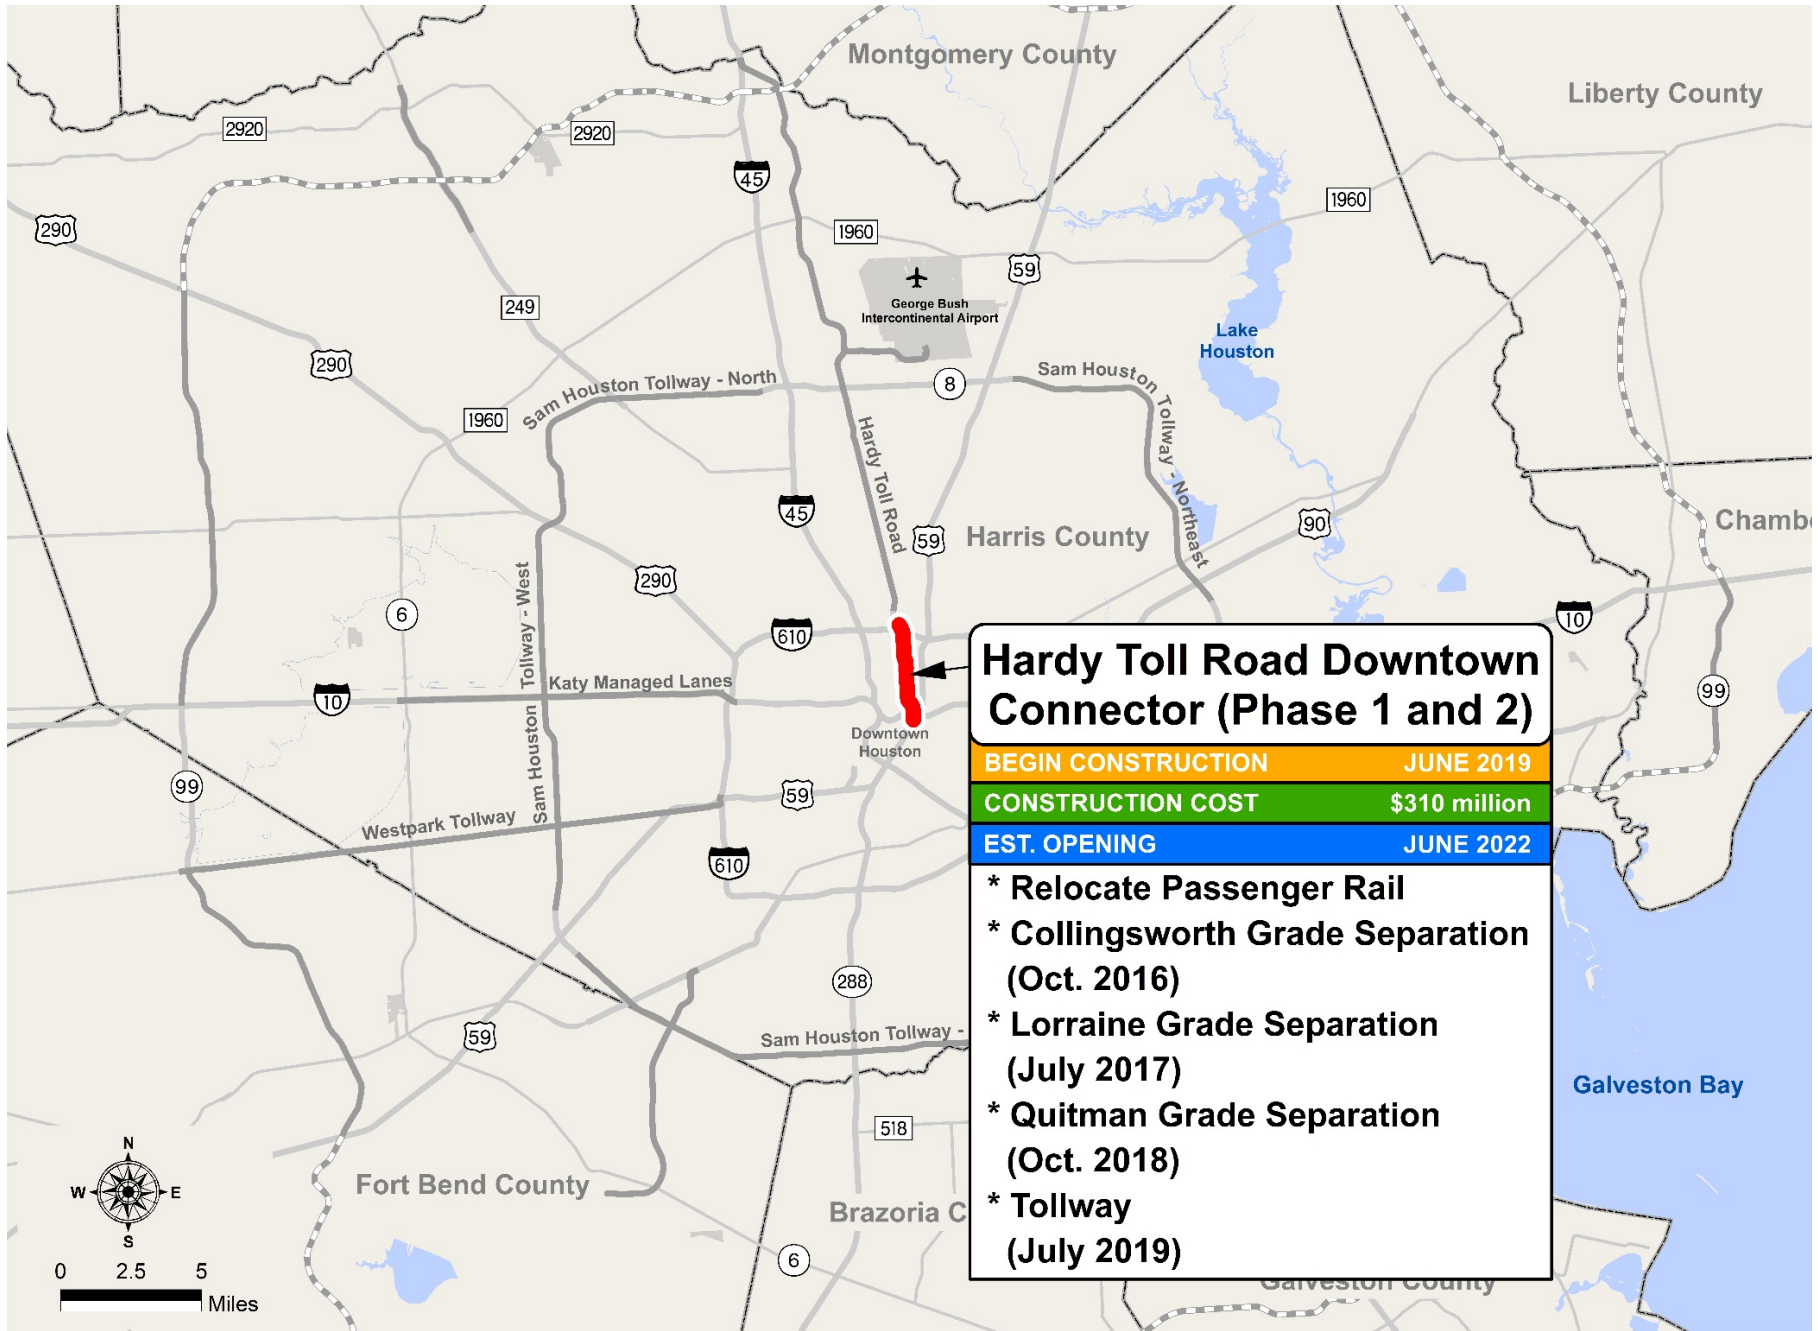 Montgomery County
Liberty County
2920
2920
45
290
1960
1960
59
George Bush
Intercontinental Airport
249
Lake
Houston
290
Sam Houston Tollway - North
8
Sam Houston Tollway - Northeast
1960
Hardy Toll Road
45
59
Harris County
90
Chambe
290
6
Sam Houston Tollway - West
610
10
Hardy Toll Road Downtown
Connector (Phase 1 and 2)
Katy Managed Lanes
10
99
Downtown
Houston
BEGIN CONSTRUCTION JUNE 2019
99
59
CONSTRUCTION COST $310 million
Westpark Tollway
EST. OPENING JUNE 2022
610
* Relocate Passenger Rail
* Collingsworth Grade Separation
(Oct. 2016)
288
* Lorraine Grade Separation
59
Sam Houston Tollway -
(July 2017)
Galveston Bay
* Quitman Grade Separation
518
(Oct. 2018)
N
W E
S
Fort Bend County
* Tollway
Brazoria C
(July 2019)
6
0 2.5 5
Miles
Galveston County